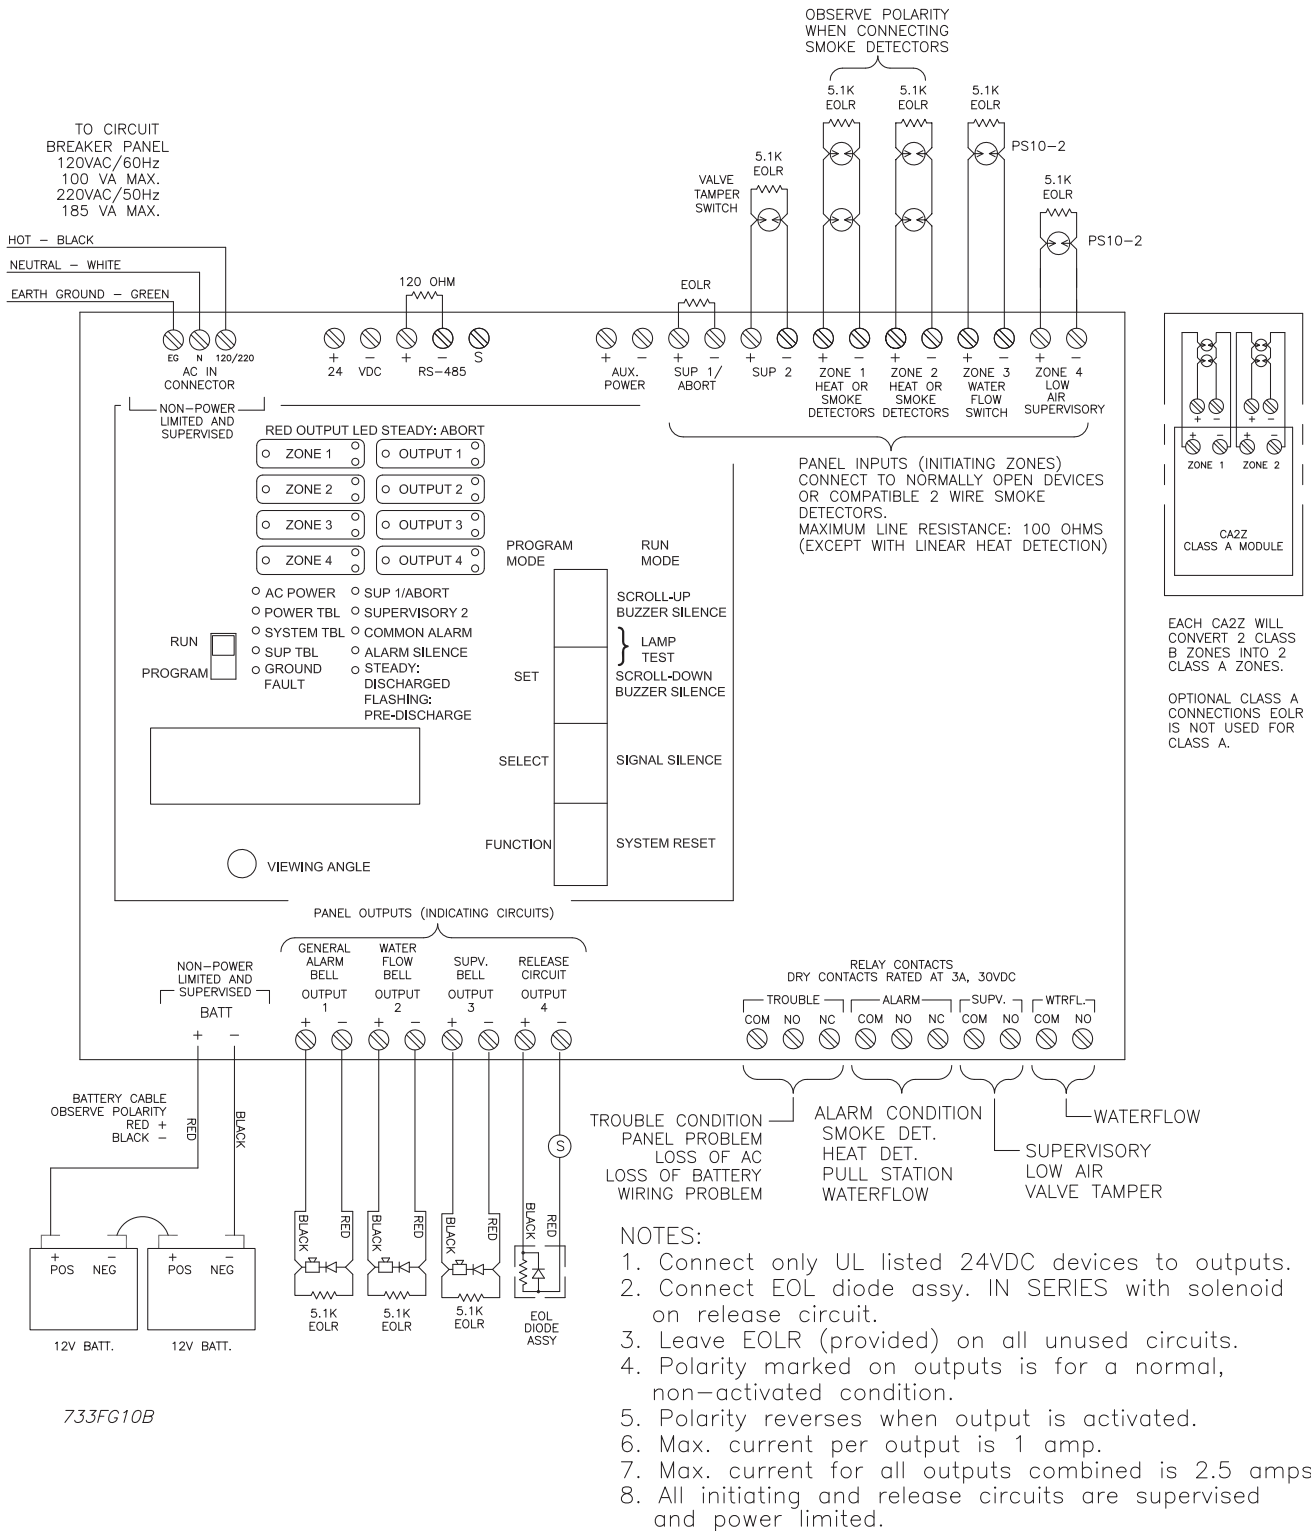 OBSERVE POLARITY
WHEN CONNECTING
SMOKE DETECTORS
5.1K
EOLR
5.1K
EOLR
5.1K
EOLR
PS10-2
5.1K
EOLR
VALVE
TAMPER
SWITCH
5.1K
EOLR
PS10-2
TO CIRCUIT
BREAKER PANEL
120VAC/60Hz
100 VA MAX.
220VAC/50Hz
185 VA MAX.
HOT - BLACK
NEUTRAL - WHITE
EARTH GROUND - GREEN
120 OHM
EOLR
EG N 120/220
AC IN
CONNECTOR
NON-POWER
LIMITED AND
SUPERVISED
+ -
24 VDC
+ - S
RS-485
+ -
AUX.
POWER
+ -
SUP 1/
ABORT
+ -
SUP 2
+ -
ZONE 1
HEAT OR
SMOKE
DETECTORS
+ -
ZONE 2
HEAT OR
SMOKE
DETECTORS
+ -
ZONE 3
WATER
FLOW
SWITCH
+ -
ZONE 4
LOW
AIR
SUPERVISORY
PANEL INPUTS (INITIATING ZONES)
CONNECT TO NORMALLY OPEN DEVICES
OR COMPATIBLE 2 WIRE SMOKE
DETECTORS.
MAXIMUM LINE RESISTANCE: 100 OHMS
(EXCEPT WITH LINEAR HEAT DETECTION)
+ - + -
+ - + -
ZONE 1 ZONE 2
CA2Z
CLASS A MODULE
EACH CA2Z WILL
CONVERT 2 CLASS
B ZONES INTO 2
CLASS A ZONES.
OPTIONAL CLASS A
CONNECTIONS EOLR
IS NOT USED FOR
CLASS A.
RED OUTPUT LED STEADY: ABORT
ZONE 1 OUTPUT 1
ZONE 2 OUTPUT 2
ZONE 3 OUTPUT 3
ZONE 4 OUTPUT 4
AC POWER SUP 1/ABORT
POWER TBL SUPERVISORY 2
SYSTEM TBL COMMON ALARM
SUP TBL ALARM SILENCE
GROUND
FAULT
STEADY:
DISCHARGED
FLASHING:
PRE-DISCHARGE
RUN
PROGRAM
PROGRAM
MODE
RUN
MODE
SCROLL-UP
BUZZER SILENCE
LAMP
TEST
SET
SCROLL-DOWN
BUZZER SILENCE
SELECT
SIGNAL SILENCE
FUNCTION
SYSTEM RESET
VIEWING ANGLE
PANEL OUTPUTS (INDICATING CIRCUITS)
NON-POWER
LIMITED AND
SUPERVISED
BATT
+ -
GENERAL
ALARM
BELL
OUTPUT
1
+ -
WATER
FLOW
BELL
OUTPUT
2
+ -
SUPV.
BELL
OUTPUT
3
+ -
RELEASE
CIRCUIT
OUTPUT
4
+ -
RELAY CONTACTS
DRY CONTACTS RATED AT 3A, 30VDC
TROUBLE ALARM SUPV. WTRFL.
COM NO NC COM NO NC COM NO COM NO
BATTERY CABLE
OBSERVE POLARITY
RED +
BLACK -
RED
BLACK
TROUBLE CONDITION
PANEL PROBLEM
LOSS OF AC
LOSS OF BATTERY
WIRING PROBLEM
ALARM CONDITION
SMOKE DET.
HEAT DET.
PULL STATION
WATERFLOW
SUPERVISORY
LOW AIR
VALVE TAMPER
WATERFLOW
S
BLACK RED
BLACK RED
BLACK RED
BLACK RED
+ -
POS NEG
+ -
POS NEG
12V BATT.
12V BATT.
5.1K
EOLR
5.1K
EOLR
5.1K
EOLR
EOL
DIODE
ASSY
NOTES:
1. Connect only UL listed 24VDC devices to outputs.
2. Connect EOL diode assy. IN SERIES with solenoid
on release circuit.
3. Leave EOLR (provided) on all unused circuits.
4. Polarity marked on outputs is for a normal,
non-activated condition.
5. Polarity reverses when output is activated.
6. Max. current per output is 1 amp.
7. Max. current for all outputs combined is 2.5 amps
8. All initiating and release circuits are supervised
and power limited.
733FG10B